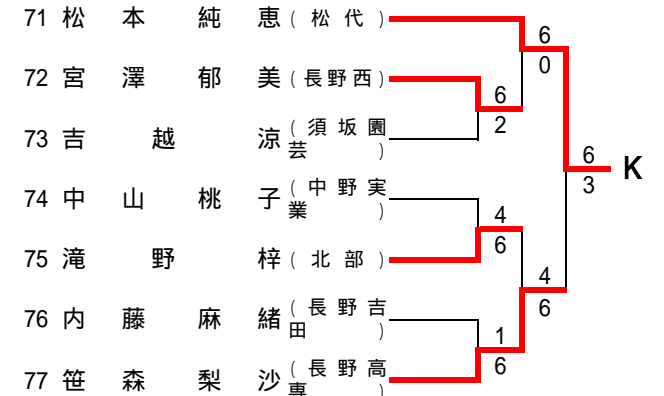 71 松本純恵 (松代)
72 宮澤郁美 (長野西)
73 吉越涼 (須坂園芸)
74 中山桃子 (中野実業)
75 滝野梓 (北部)
76 内藤麻緒 (長野吉田)
77 笹森梨沙 (長野高専)
6
0
6
2
6
3
K
4
6
4
6
1
6